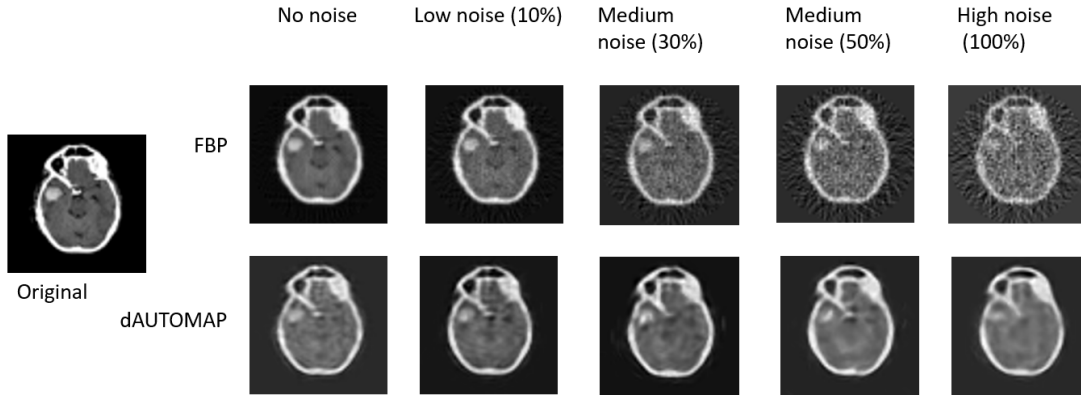 No noise
Low noise (10%)
Medium
noise (30%)
Medium
noise (50%)
High noise
(100%)
FBP
Original
dAUTOMAP